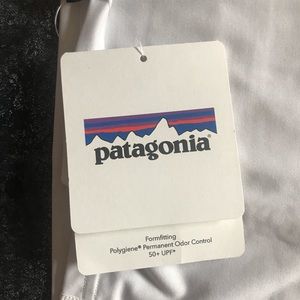 patagonia®
Formfitting
Polygiene® Permanent Odor Control
50+ UPF*